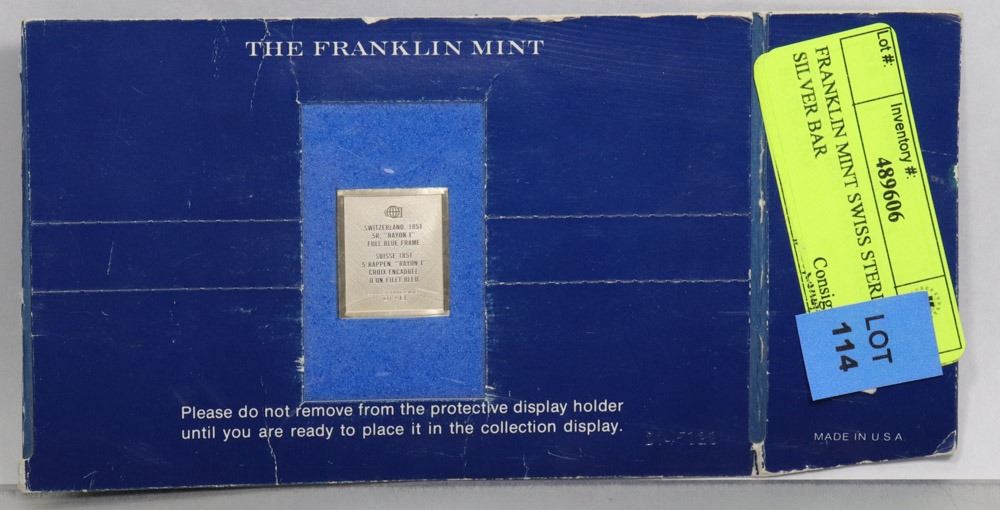 THE FRANKLIN MINT
SWITZERLAND, 1851
5R, "RAYON I"
FULL BLUE FRAME
SUISSE 1851
5 RAPPEN, "RAYON I"
CROIX ENCADRÉE
D'UN FILET BLEU
Please do not remove from the protective display holder
until you are ready to place it in the collection display.
MADE IN U S A
Lot #:
Inventory #:
489606
FRANKLIN MINT SWISS STERL
SILVER BAR
Consig
LOT
114